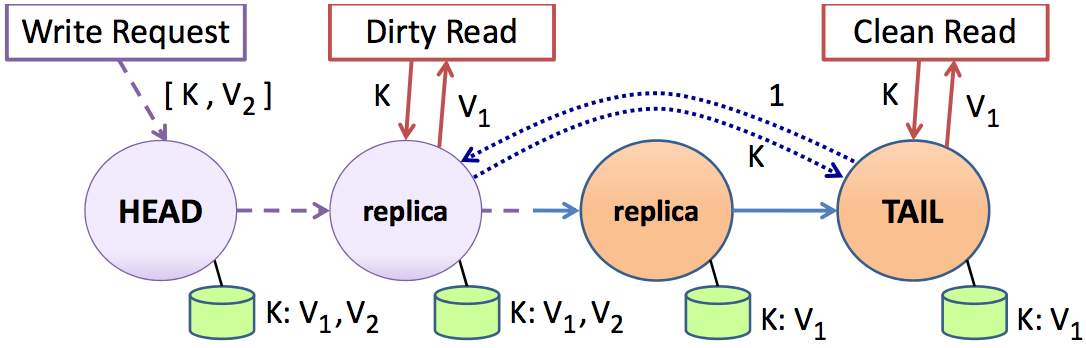 Write Request
Dirty Read
Clean Read
[ K , V₂ ]
K
V₁
1
K
K
V₁
HEAD
replica
replica
TAIL
K: V₁,V₂
K: V₁,V₂
K: V₁
K: V₁